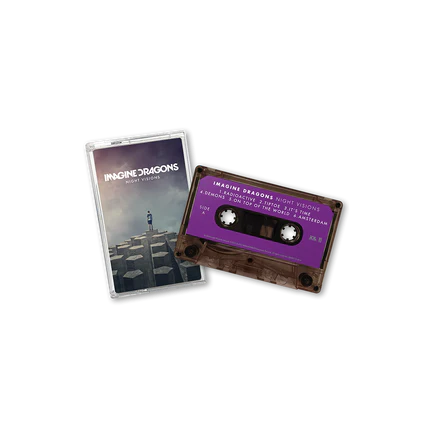 IMAGINE DRAGONS
NIGHT VISIONS
IMAGINE DRAGONS NIGHT VISIONS
1. RADIOACTIVE 2. TIPTOE 3. IT'S TIME
4. DEMONS 5. ON TOP OF THE WORLD 6. AMSTERDAM
SIDE
A